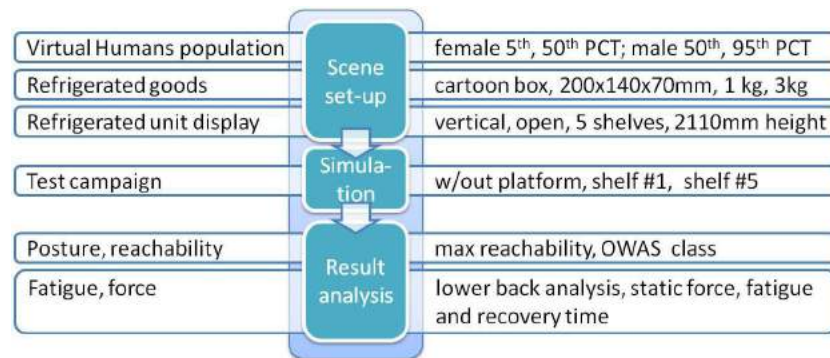 Virtual Humans population
female 5th, 50th PCT; male 50th, 95th PCT
Scene
set-up
Refrigerated goods
cartoon box, 200x140x70mm, 1 kg, 3kg
Refrigerated unit display
vertical, open, 5 shelves, 2110mm height
Simula-
tion
Test campaign
w/out platform, shelf #1, shelf #5
Posture, reachability
max reachability, OWAS class
Result
analysis
Fatigue, force
lower back analysis, static force, fatigue
and recovery time